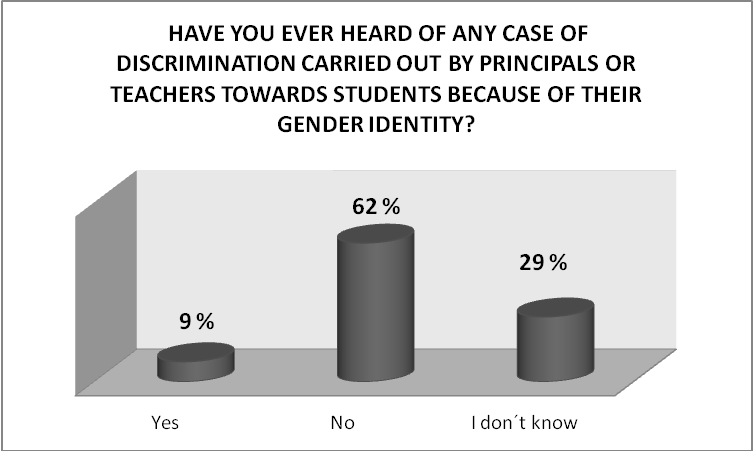 HAVE YOU EVER HEARD OF ANY CASE OF
DISCRIMINATION CARRIED OUT BY PRINCIPALS OR
TEACHERS TOWARDS STUDENTS BECAUSE OF THEIR
GENDER IDENTITY?
62 %
29 %
9 %
Yes
No
I don´t know